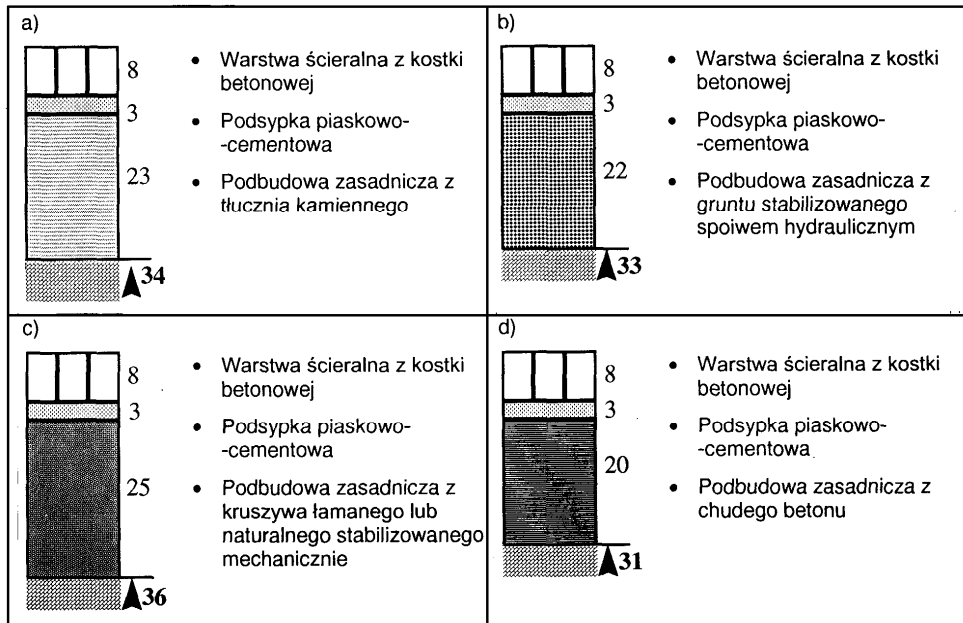 a)
8
3
23
34
• Warstwa ścieralna z kostki
betonowej
• Podsypka piaskowo-
-cementowa
• Podbudowa zasadnicza z
tłucznia kamiennego
b)
8
3
22
33
• Warstwa ścieralna z kostki
betonowej
• Podsypka piaskowo-
-cementowa
• Podbudowa zasadnicza z
gruntu stabilizowanego
spoiwem hydraulicznym
c)
8
3
25
36
• Warstwa ścieralna z kostki
betonowej
• Podsypka piaskowo-
-cementowa
• Podbudowa zasadnicza z
kruszywa łamanego lub
naturalnego stabilizowanego
mechanicznie
d)
8
3
20
31
• Warstwa ścieralna z kostki
betonowej
• Podsypka piaskowo-
-cementowa
• Podbudowa zasadnicza z
chudego betonu